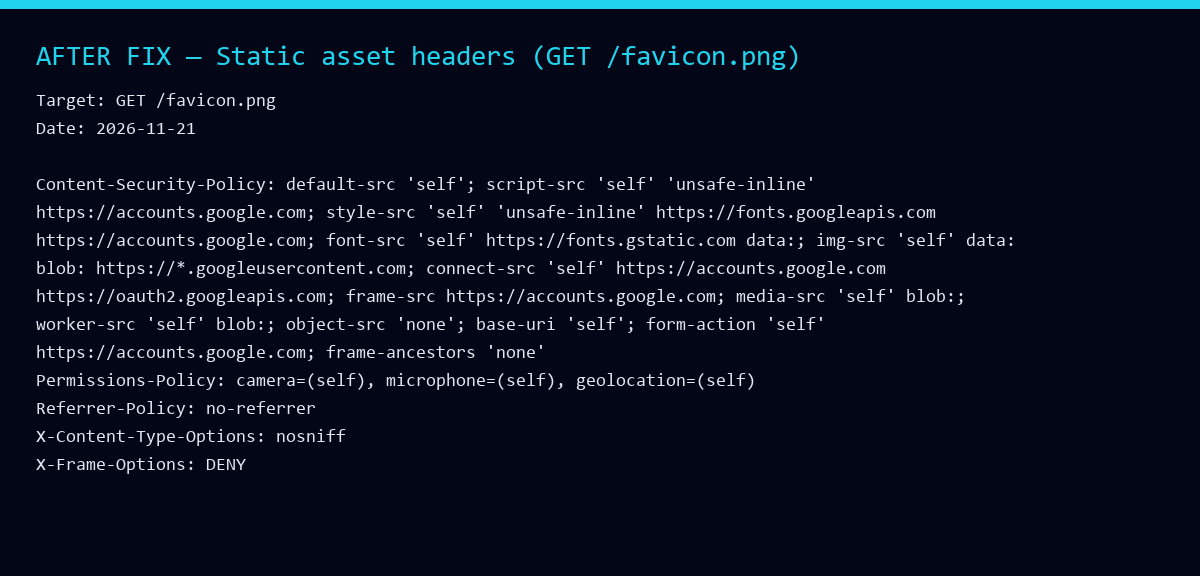 AFTER FIX — Static asset headers (GET /favicon.png)
Target: GET /favicon.png
Date: 2026-11-21
Content-Security-Policy: default-src 'self'; script-src 'self' 'unsafe-inline'
https://accounts.google.com; style-src 'self' 'unsafe-inline' https://fonts.googleapis.com
https://accounts.google.com; font-src 'self' https://fonts.gstatic.com data:; img-src 'self' data:
blob: https://*.googleusercontent.com; connect-src 'self' https://accounts.google.com
https://oauth2.googleapis.com; frame-src https://accounts.google.com; media-src 'self' blob:;
worker-src 'self' blob:; object-src 'none'; base-uri 'self'; form-action 'self'
https://accounts.google.com; frame-ancestors 'none'
Permissions-Policy: camera=(self), microphone=(self), geolocation=(self)
Referrer-Policy: no-referrer
X-Content-Type-Options: nosniff
X-Frame-Options: DENY